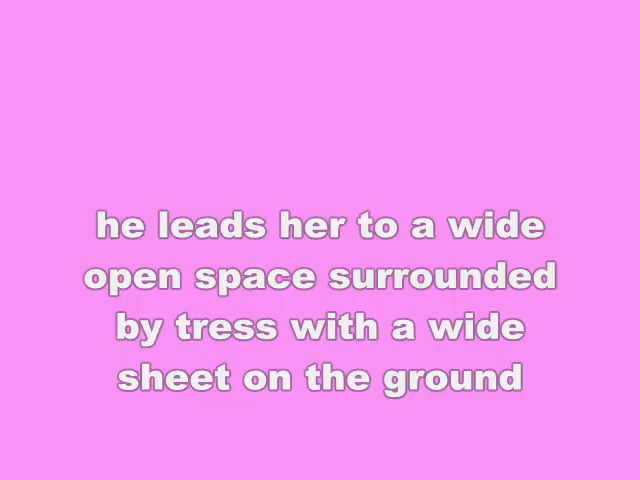 he leads her to a wide
open space surrounded
by tress with a wide
sheet on the ground